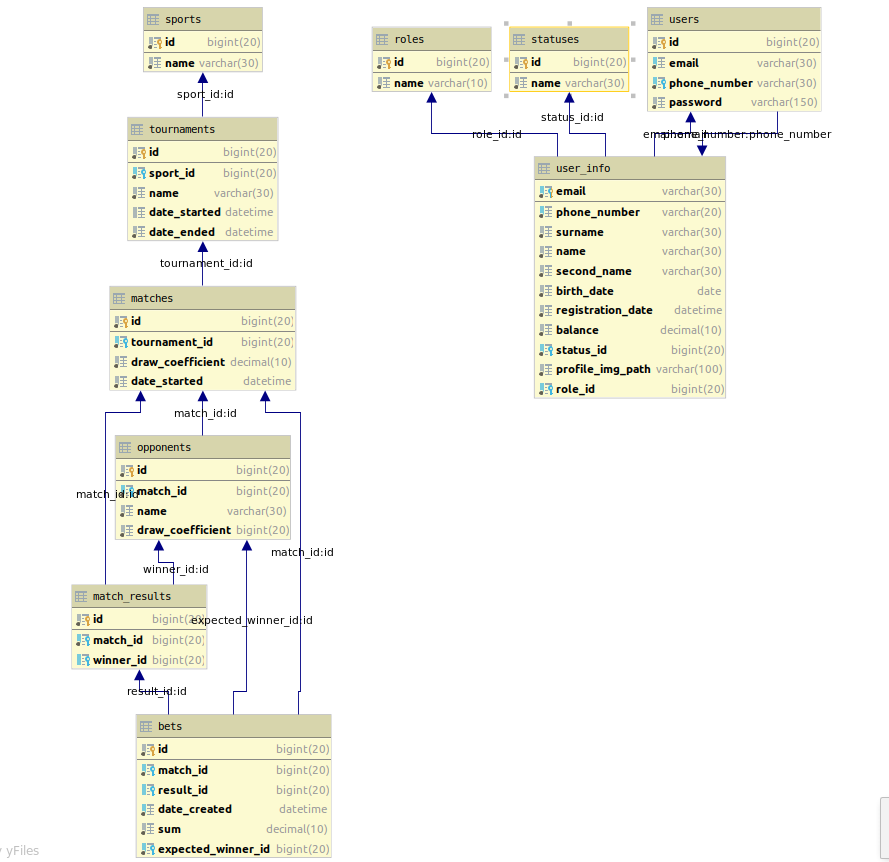 sports
id bigint(20)
name varchar(30)
sport_id:id
tournaments
id bigint(20)
sport_id bigint(20)
name varchar(30)
date_started datetime
date_ended datetime
tournament_id:id
matches
id bigint(20)
tournament_id bigint(20)
draw_coefficient decimal(10)
date_started datetime
match_id:id
opponents
id bigint(20)
match_id bigint(20)
name varchar(30)
draw_coefficient bigint(20)
match_id:id
match_id:id
winner_id:id
match_results
id bigint(20)
match_id bigint(20)
winner_id bigint(20)
expected_winner_id:id
result_id:id
bets
id bigint(20)
match_id bigint(20)
result_id bigint(20)
date_created datetime
sum decimal(10)
expected_winner_id bigint(20)
roles
id bigint(20)
name varchar(10)
role_id:id
statuses
id bigint(20)
name varchar(30)
status_id:id
users
id bigint(20)
email varchar(30)
phone_number varchar(30)
password varchar(150)
phone_number:phone_number
user_info
email varchar(30)
phone_number varchar(20)
surname varchar(30)
name varchar(30)
second_name varchar(30)
birth_date date
registration_date datetime
balance decimal(10)
status_id bigint(20)
profile_img_path varchar(100)
role_id bigint(20)
yFiles